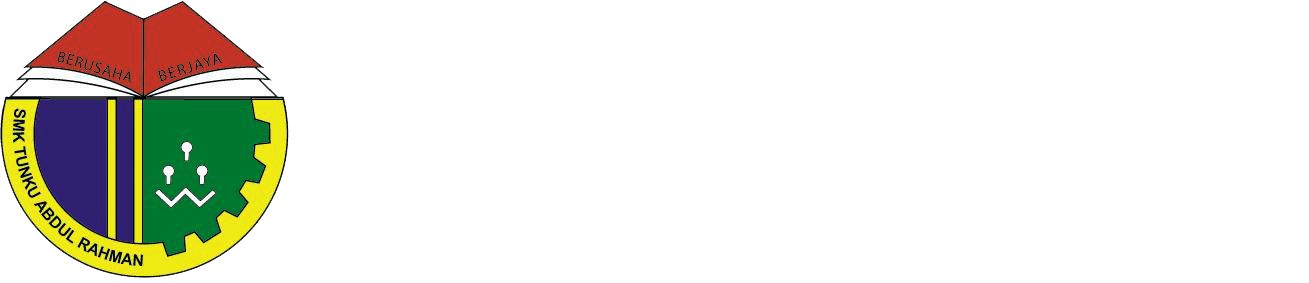 BERUSAHA BERJAYA
SMK TUNKU ABDUL RAHMAN